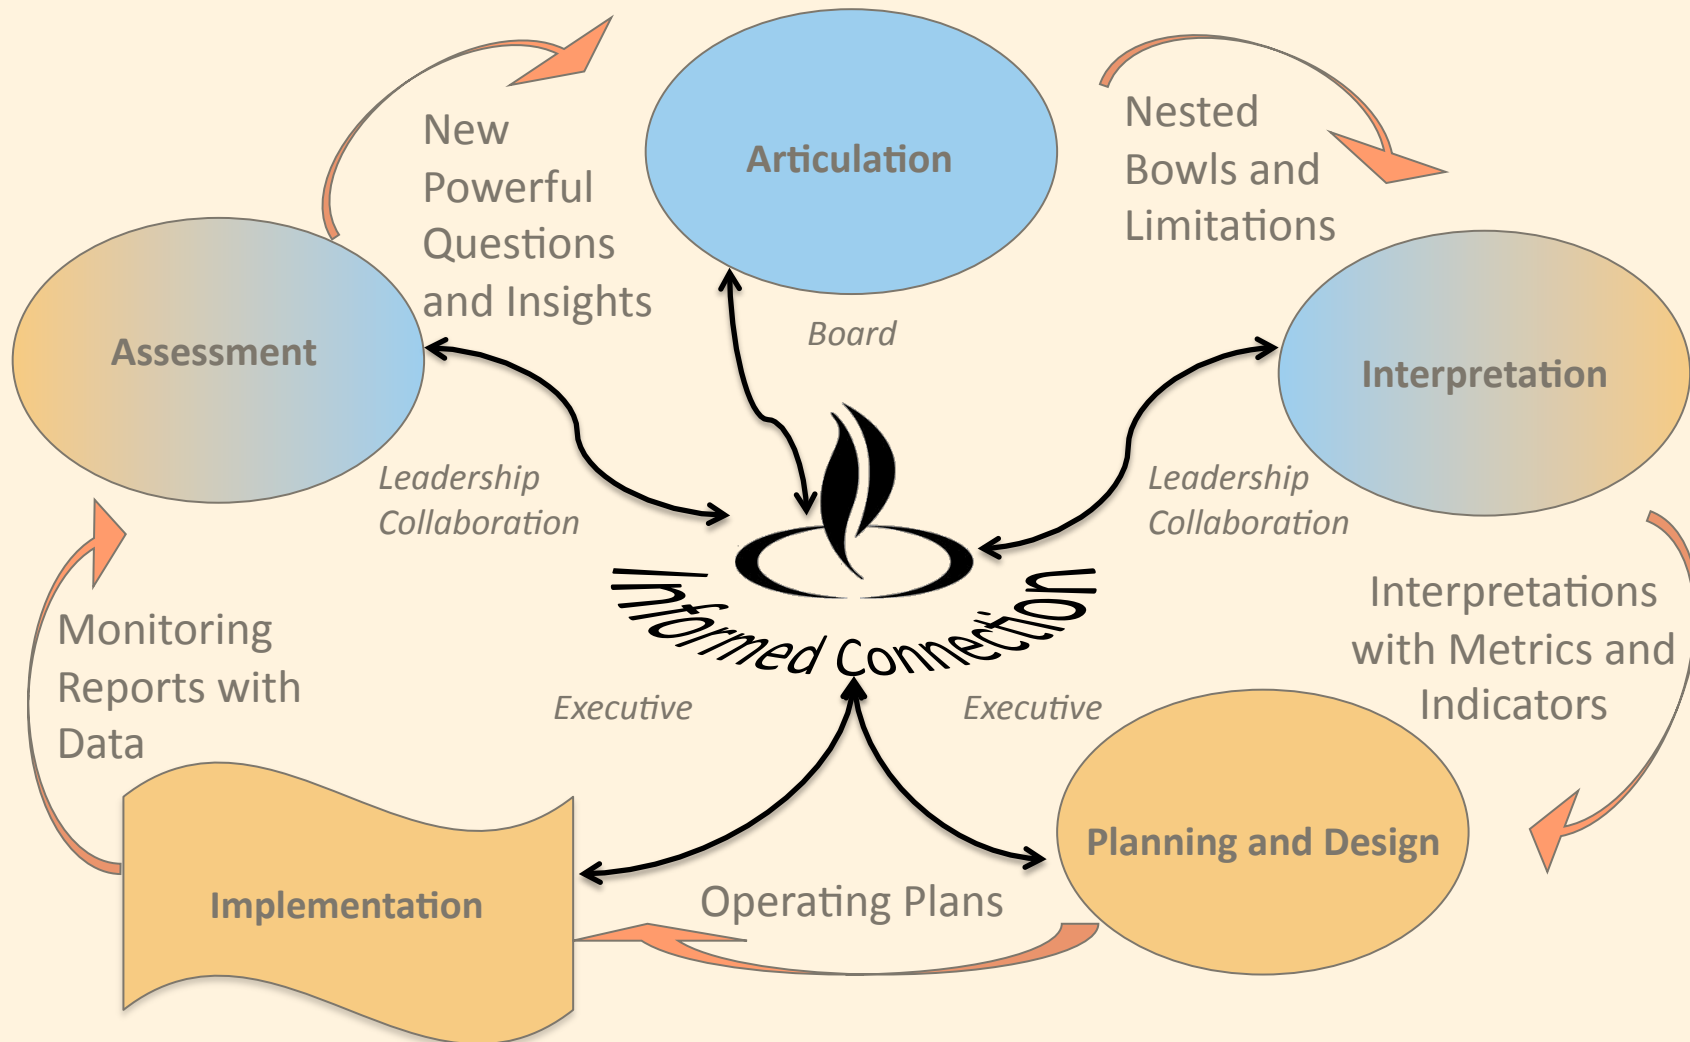 New
Powerful
Questions
and Insights
Articulation
Nested
Bowls and
Limitations
Assessment
Board
Interpretation
Leadership
Collaboration
Leadership
Collaboration
Informed Connection
Monitoring
Reports with
Data
Interpretations
with Metrics and
Indicators
Executive
Executive
Planning and Design
Implementation
Operating Plans